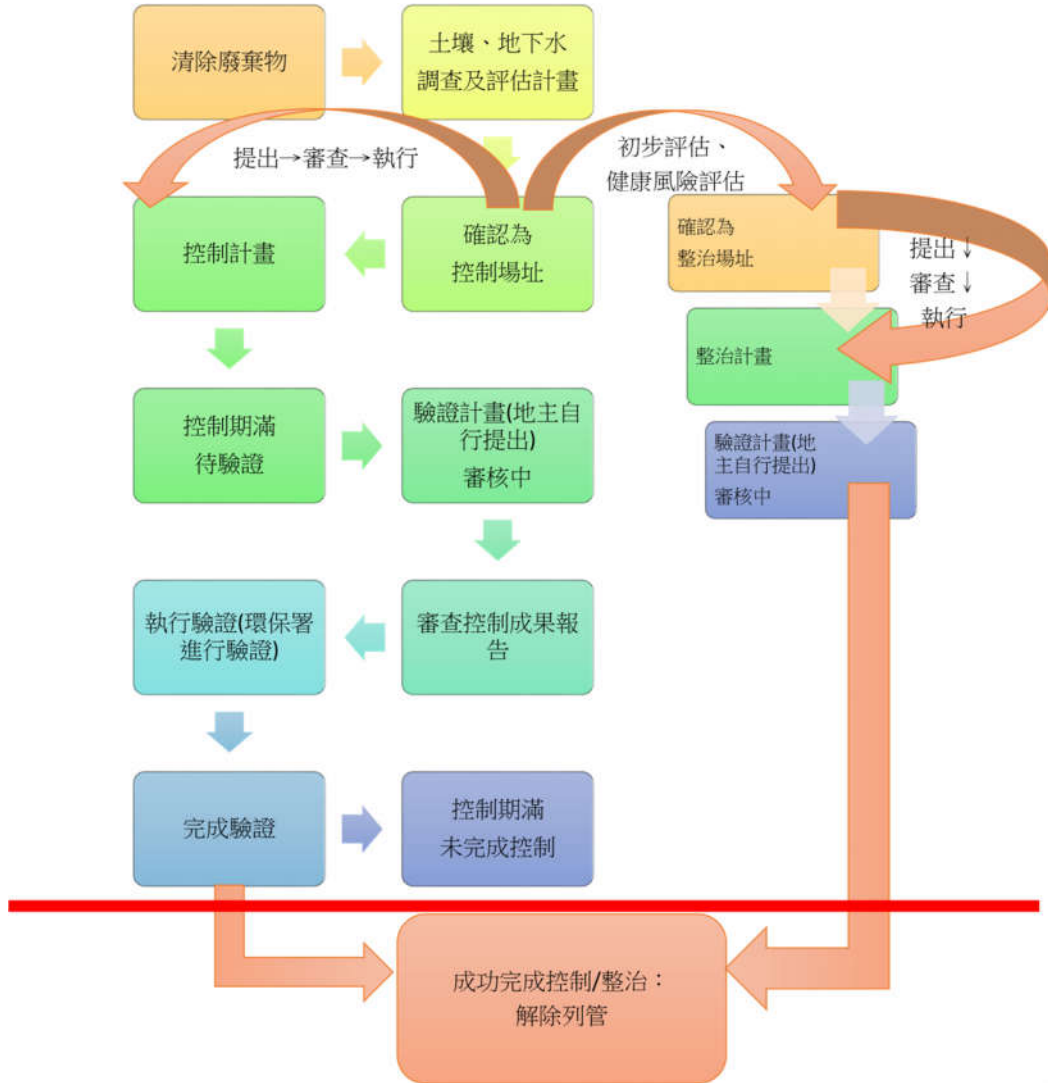 清除廢棄物
土壤、地下水
調查及評估計畫
提出→審查→執行
初步評估、
健康風險評估
控制計畫
確認為
控制場址
確認為
整治場址
提出↓
審查↓
執行
整治計畫
控制期滿
待驗證
驗證計畫(地主自
行提出)
審核中
驗證計畫(地
主自行提出)
審核中
執行驗證(環保署
進行驗證)
審查控制成果報
告
完成驗證
控制期滿
未完成控制
成功完成控制/整治：
解除列管